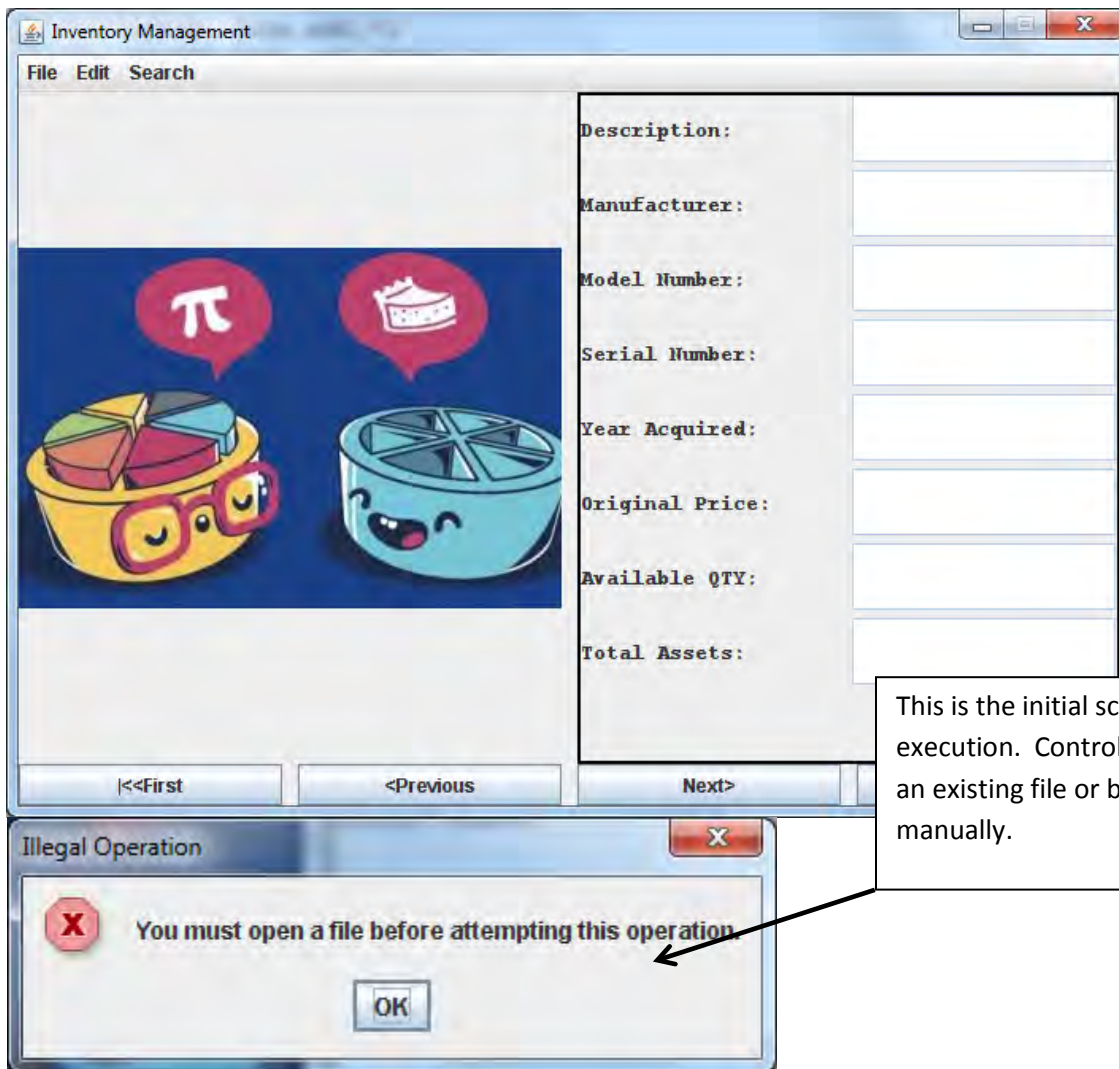 Inventory Management
File Edit Search
Description:
Manufacturer:
Model Number:
Serial Number:
Year Acquired:
Original Price:
Available QTY:
Total Assets:
π
|<<First <Previous Next>
This is the initial
execution.
an existing file or
manually.
Illegal Operation
X
You must open a file before attempting this operation.
OK